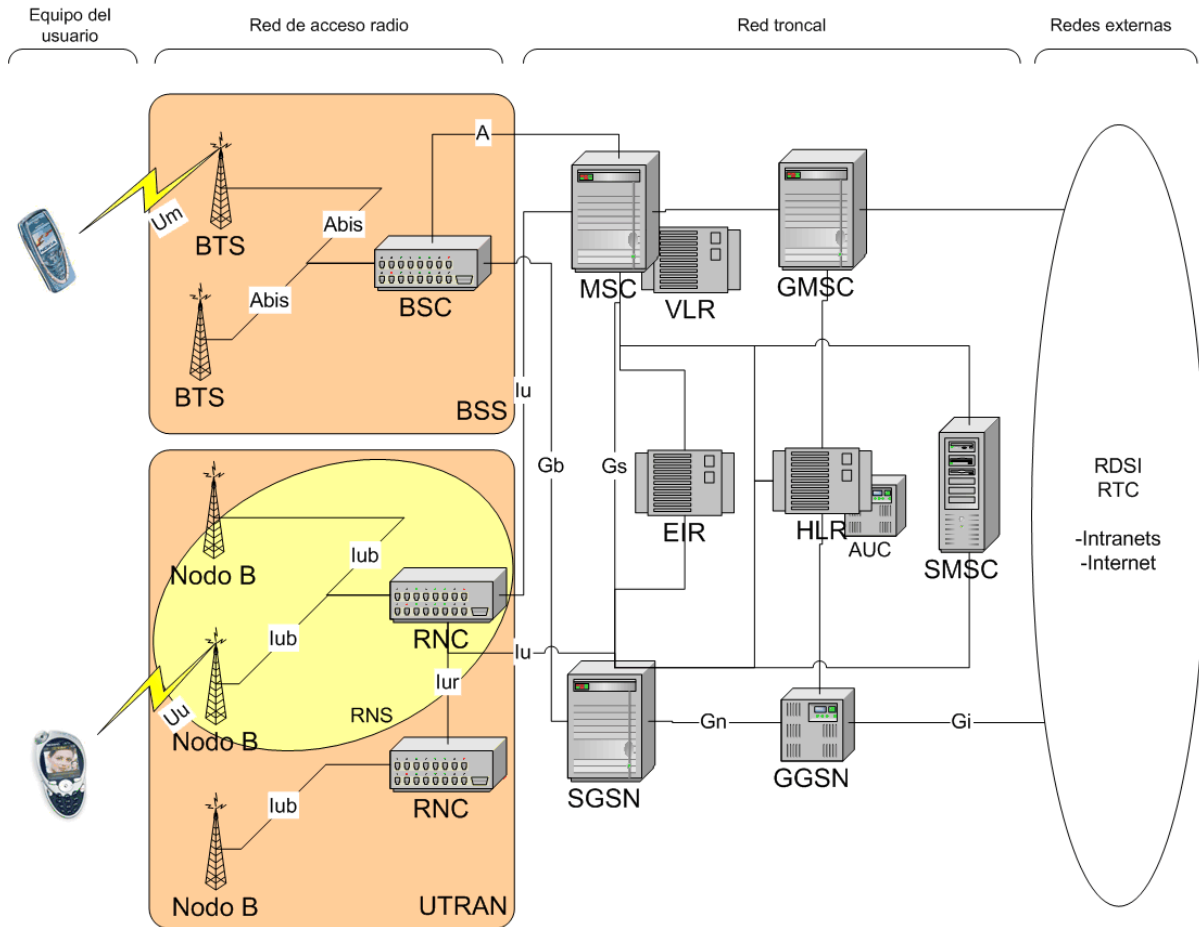 Equipo del
usuario
Red de acceso radio
Red troncal
Redes externas
A
Um
BTS
Abis
Abis
BSC
BTS
BSS
MSC
VLR
GMSC
Iu
Gb
Gs
EIR
HLR
AUC
SMSC
RDSI
RTC
-Intranets
-Internet
Nodo B
Iub
RNC
Iub
Iu
Uu
Nodo B
RNS
Iur
Iub
RNC
Nodo B
UTRAN
SGSN
Gn
GGSN
Gi